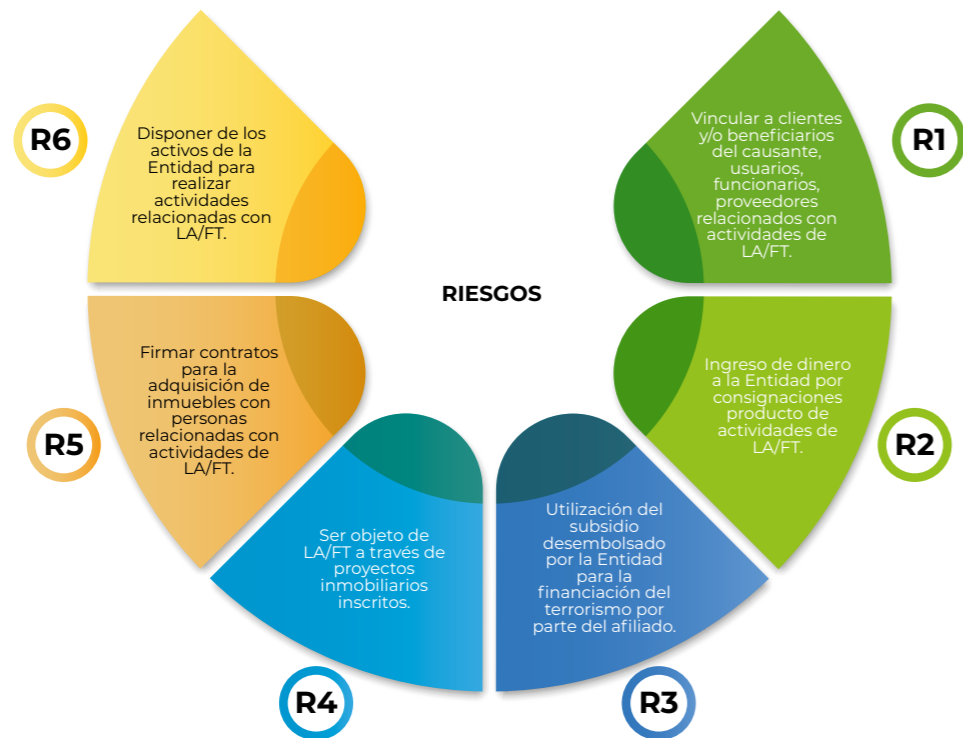 RIESGOS
R1
Vincular a clientes
y/o beneficiarios
del causante,
usuarios,
funcionarios,
proveedores
relacionados con
actividades de
LA/FT.
R2
Ingreso de dinero
a la Entidad por
consignaciones
producto de
actividades de
LA/FT.
R3
Utilización del
subsidio
desembolsado
por la Entidad
para la
financiación del
terrorismo por
parte del afiliado.
R4
Ser objeto de
LA/FT a través de
proyectos
inmobiliarios
inscritos.
R5
Firmar contratos
para la
adquisición de
inmuebles con
personas
relacionadas con
actividades de
LA/FT.
R6
Disponer de los
activos de la
Entidad para
realizar
actividades
relacionadas con
LA/FT.